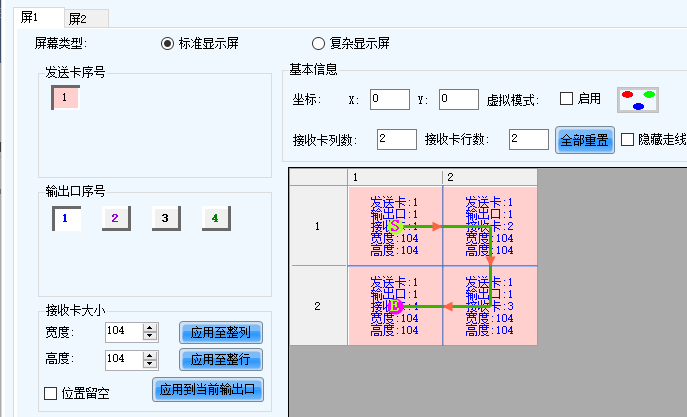 屏1 屏2
屏幕类型: 标准显示屏 复杂显示屏
发送卡序号
1
基本信息
坐标: X: 0 Y: 0 虚拟模式: 启用
接收卡列数: 2 接收卡行数: 2 全部重置 隐藏走线
输出口序号
1 2 3 4
接收卡大小
宽度: 104 应用至整列
高度: 104 应用至整行
位置留空 应用到当前输出口
1 2
1
发送卡:1
输出口:1
S
宽度:104
高度:104
发送卡:1
输出口:1
接收卡:2
宽度:104
高度:104
2
发送卡:1
输出口:1
E
宽度:104
高度:104
发送卡:1
输出口:1
接收卡:3
宽度:104
高度:104